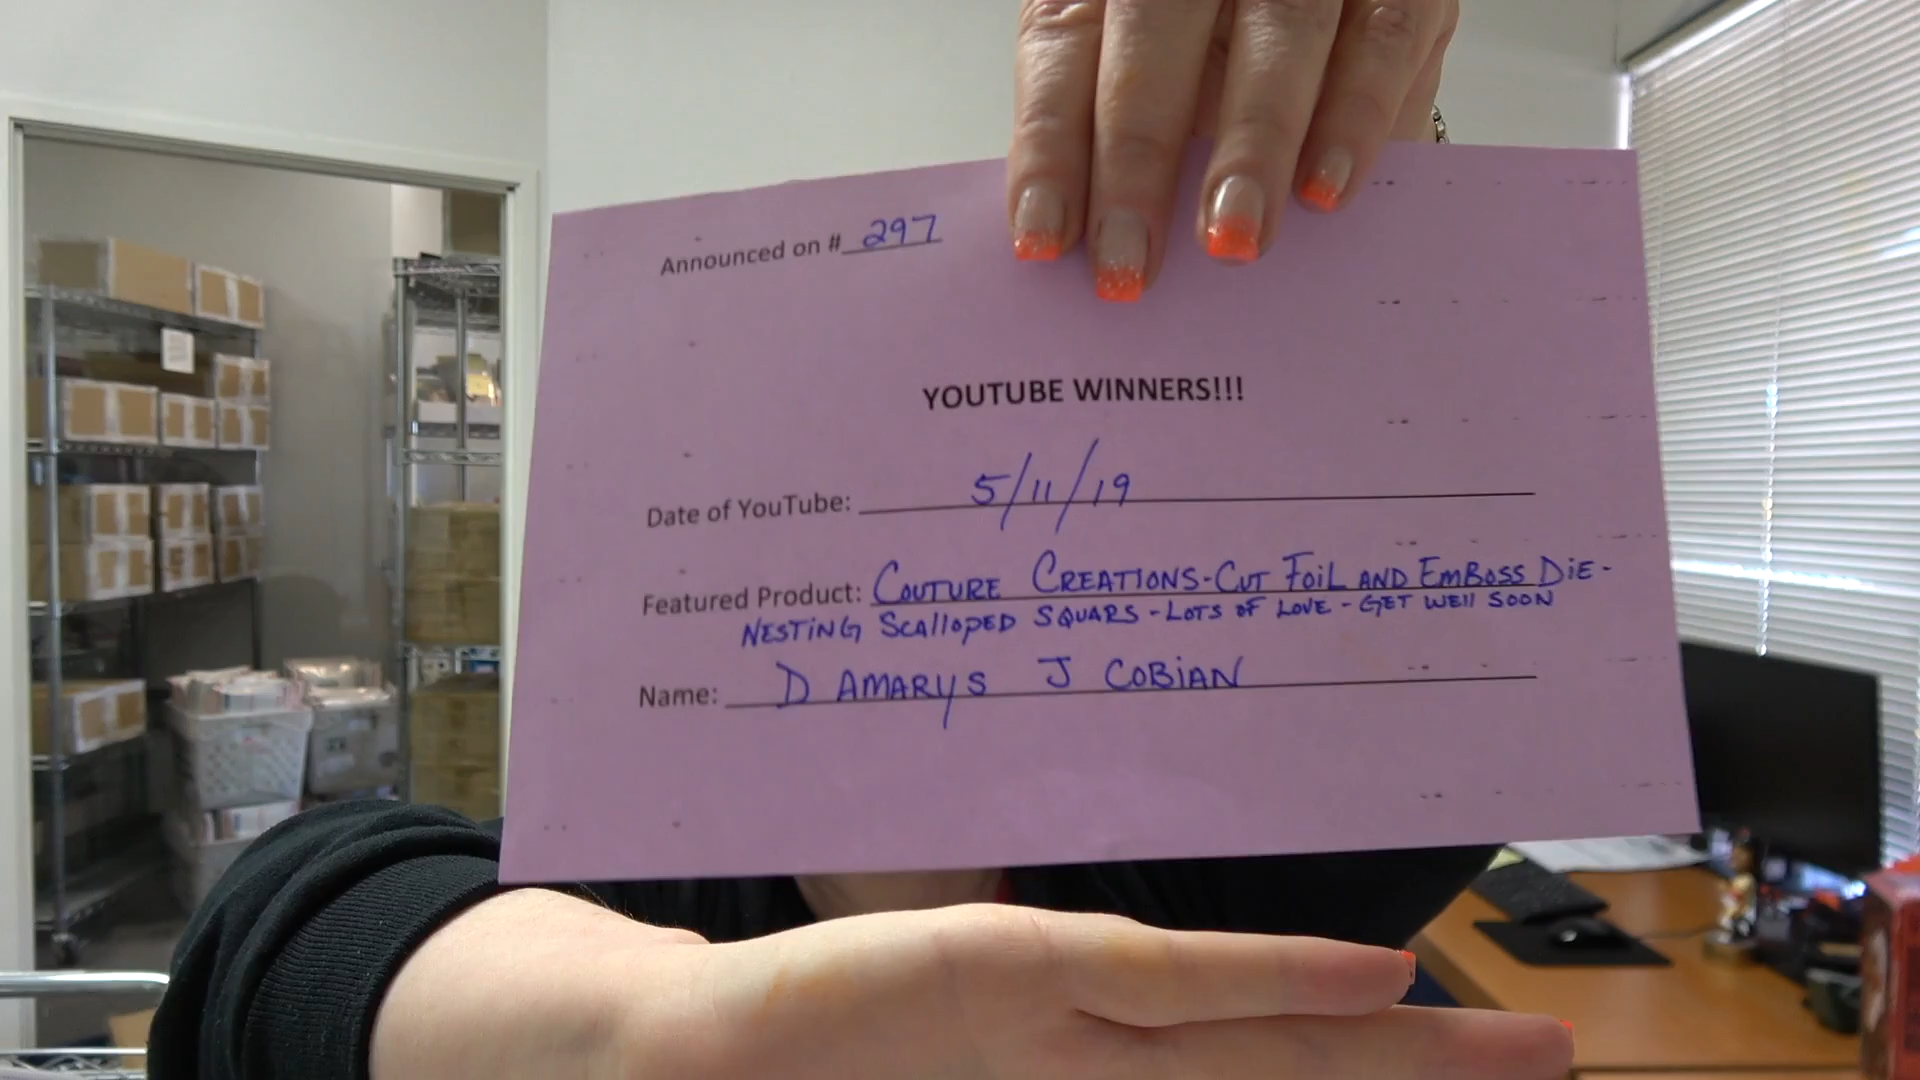 Announced on # 297
YOUTUBE WINNERS!!!
Date of YouTube: 5/11/19
Featured Product: COUTURE CREATIONS-CUT FOIL AND EMBOSS DIE-
NESTING SCALLOPED SQUARS - LOTS OF LOVE - GET WELL SOON
Name: D AMARYS J COBIAN